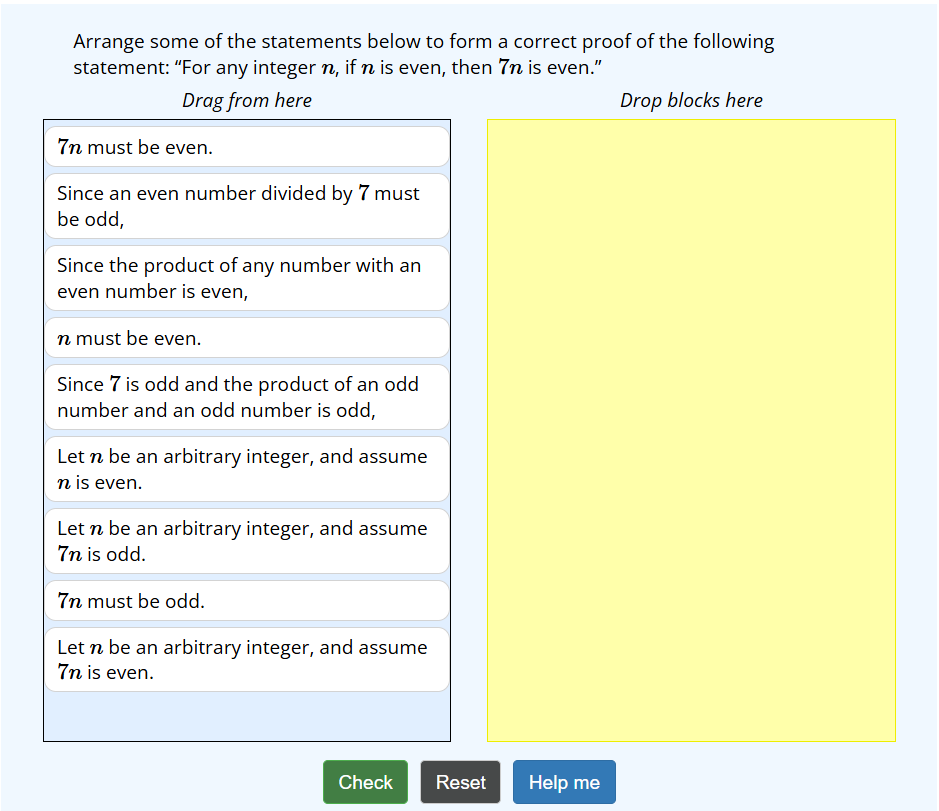 Arrange some of the statements below to form a correct proof of the following
statement: “For any integer n, if n is even, then 7n is even.”
Drag from here
Drop blocks here
7n must be even.
Since an even number divided by 7 must
be odd,
Since the product of any number with an
even number is even,
n must be even.
Since 7 is odd and the product of an odd
number and an odd number is odd,
Let n be an arbitrary integer, and assume
n is even.
Let n be an arbitrary integer, and assume
7n is odd.
7n must be odd.
Let n be an arbitrary integer, and assume
7n is even.
Check
Reset
Help me